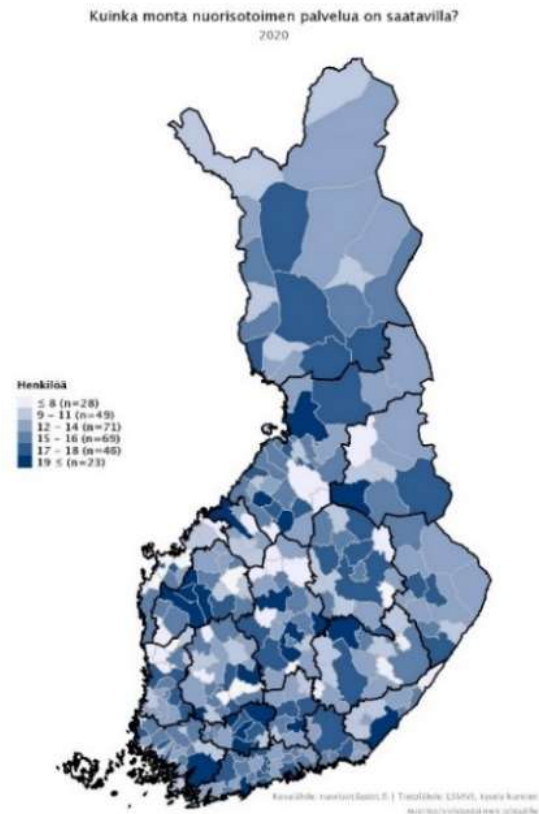 Kuinka monta nuorisotoimen palvelua on saatavilla?
2020
Henkilöä
≤ 8 (n=28)
9 – 11 (n=49)
12 – 14 (n=71)
15 – 16 (n=69)
17 – 18 (n=46)
19 ≤ (n=23)